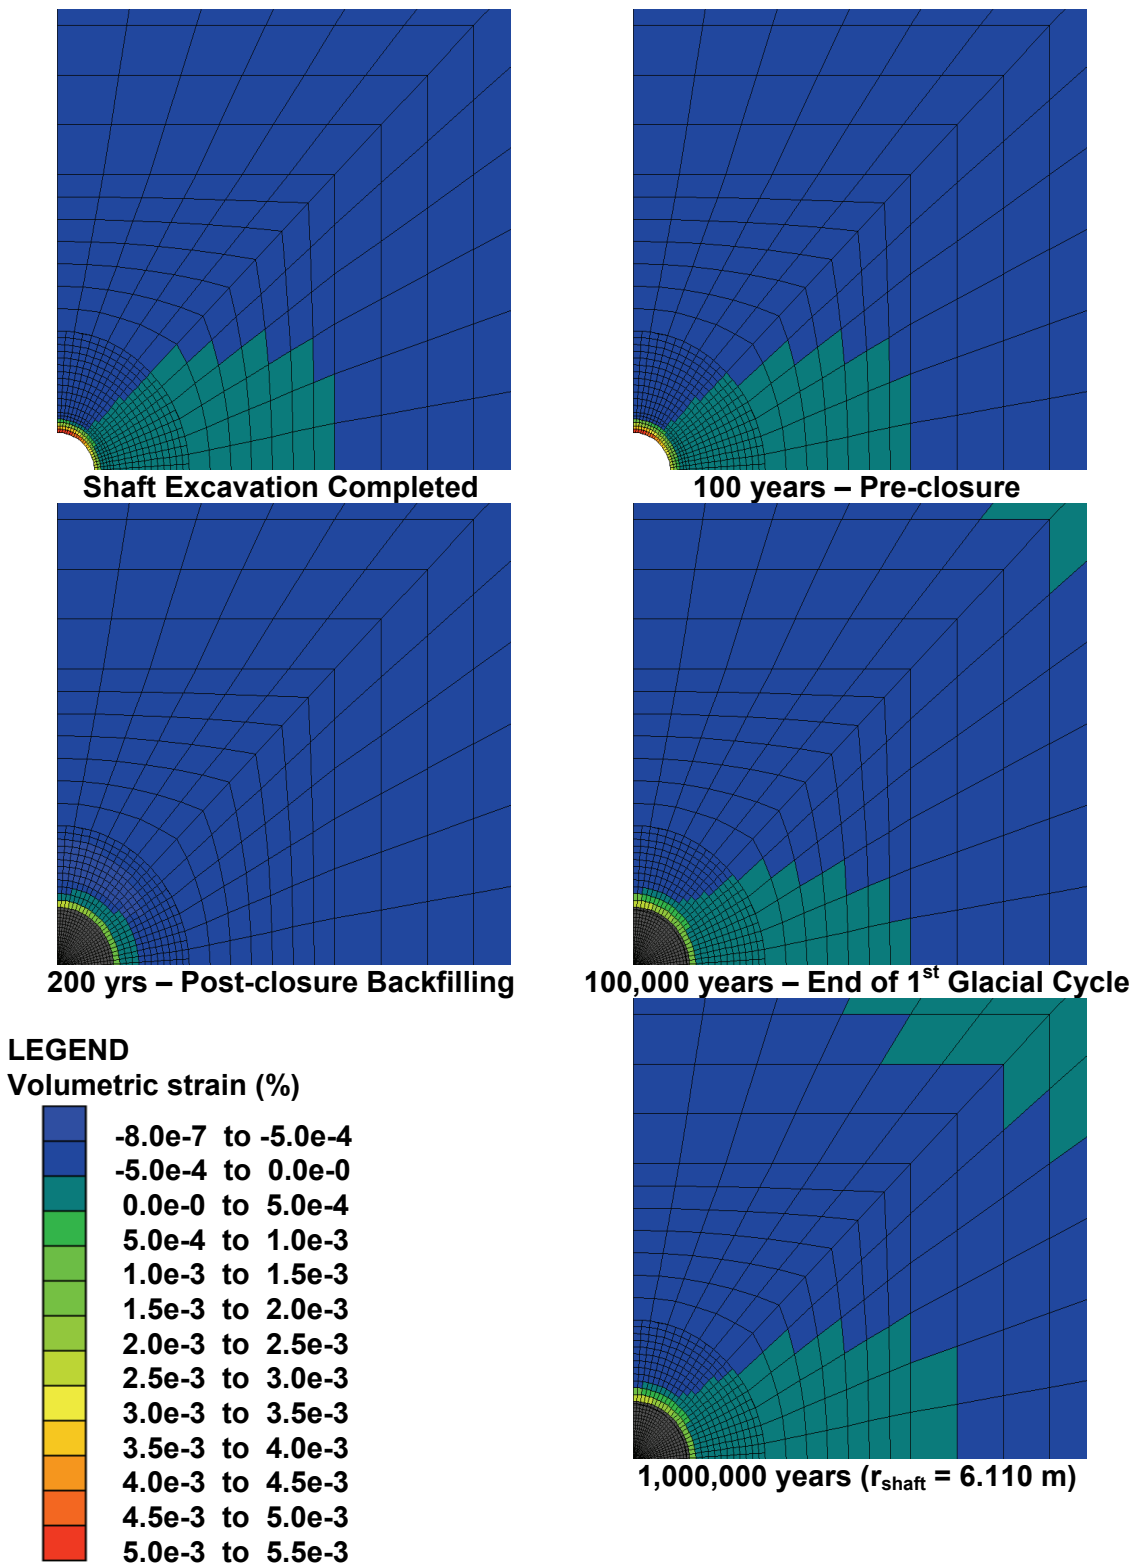 Shaft Excavation Completed
100 years – Pre-closure
200 yrs – Post-closure Backfilling
100,000 years – End of 1st Glacial Cycle
LEGEND
Volumetric strain (%)
-8.0e-7 to -5.0e-4
-5.0e-4 to 0.0e-0
0.0e-0 to 5.0e-4
5.0e-4 to 1.0e-3
1.0e-3 to 1.5e-3
1.5e-3 to 2.0e-3
2.0e-3 to 2.5e-3
2.5e-3 to 3.0e-3
3.0e-3 to 3.5e-3
3.5e-3 to 4.0e-3
4.0e-3 to 4.5e-3
4.5e-3 to 5.0e-3
5.0e-3 to 5.5e-3
1,000,000 years (rshaft = 6.110 m)